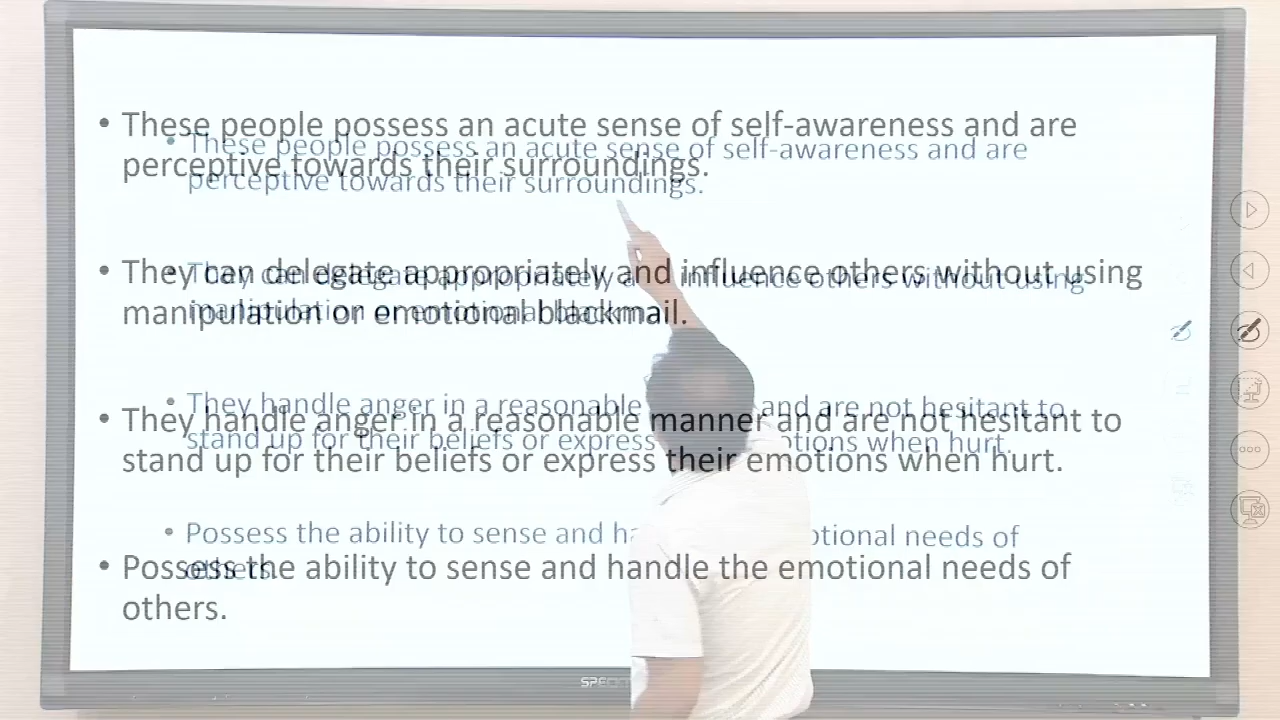 • These people possess an acute sense of self-awareness and are
perceptive towards their surroundings.
• They can delegate appropriately and influence others without using
manipulation or emotional blackmail.
• They handle anger in a reasonable manner and are not hesitant to
stand up for their beliefs or express their emotions when hurt.
• Possess the ability to sense and handle the emotional needs of
others.